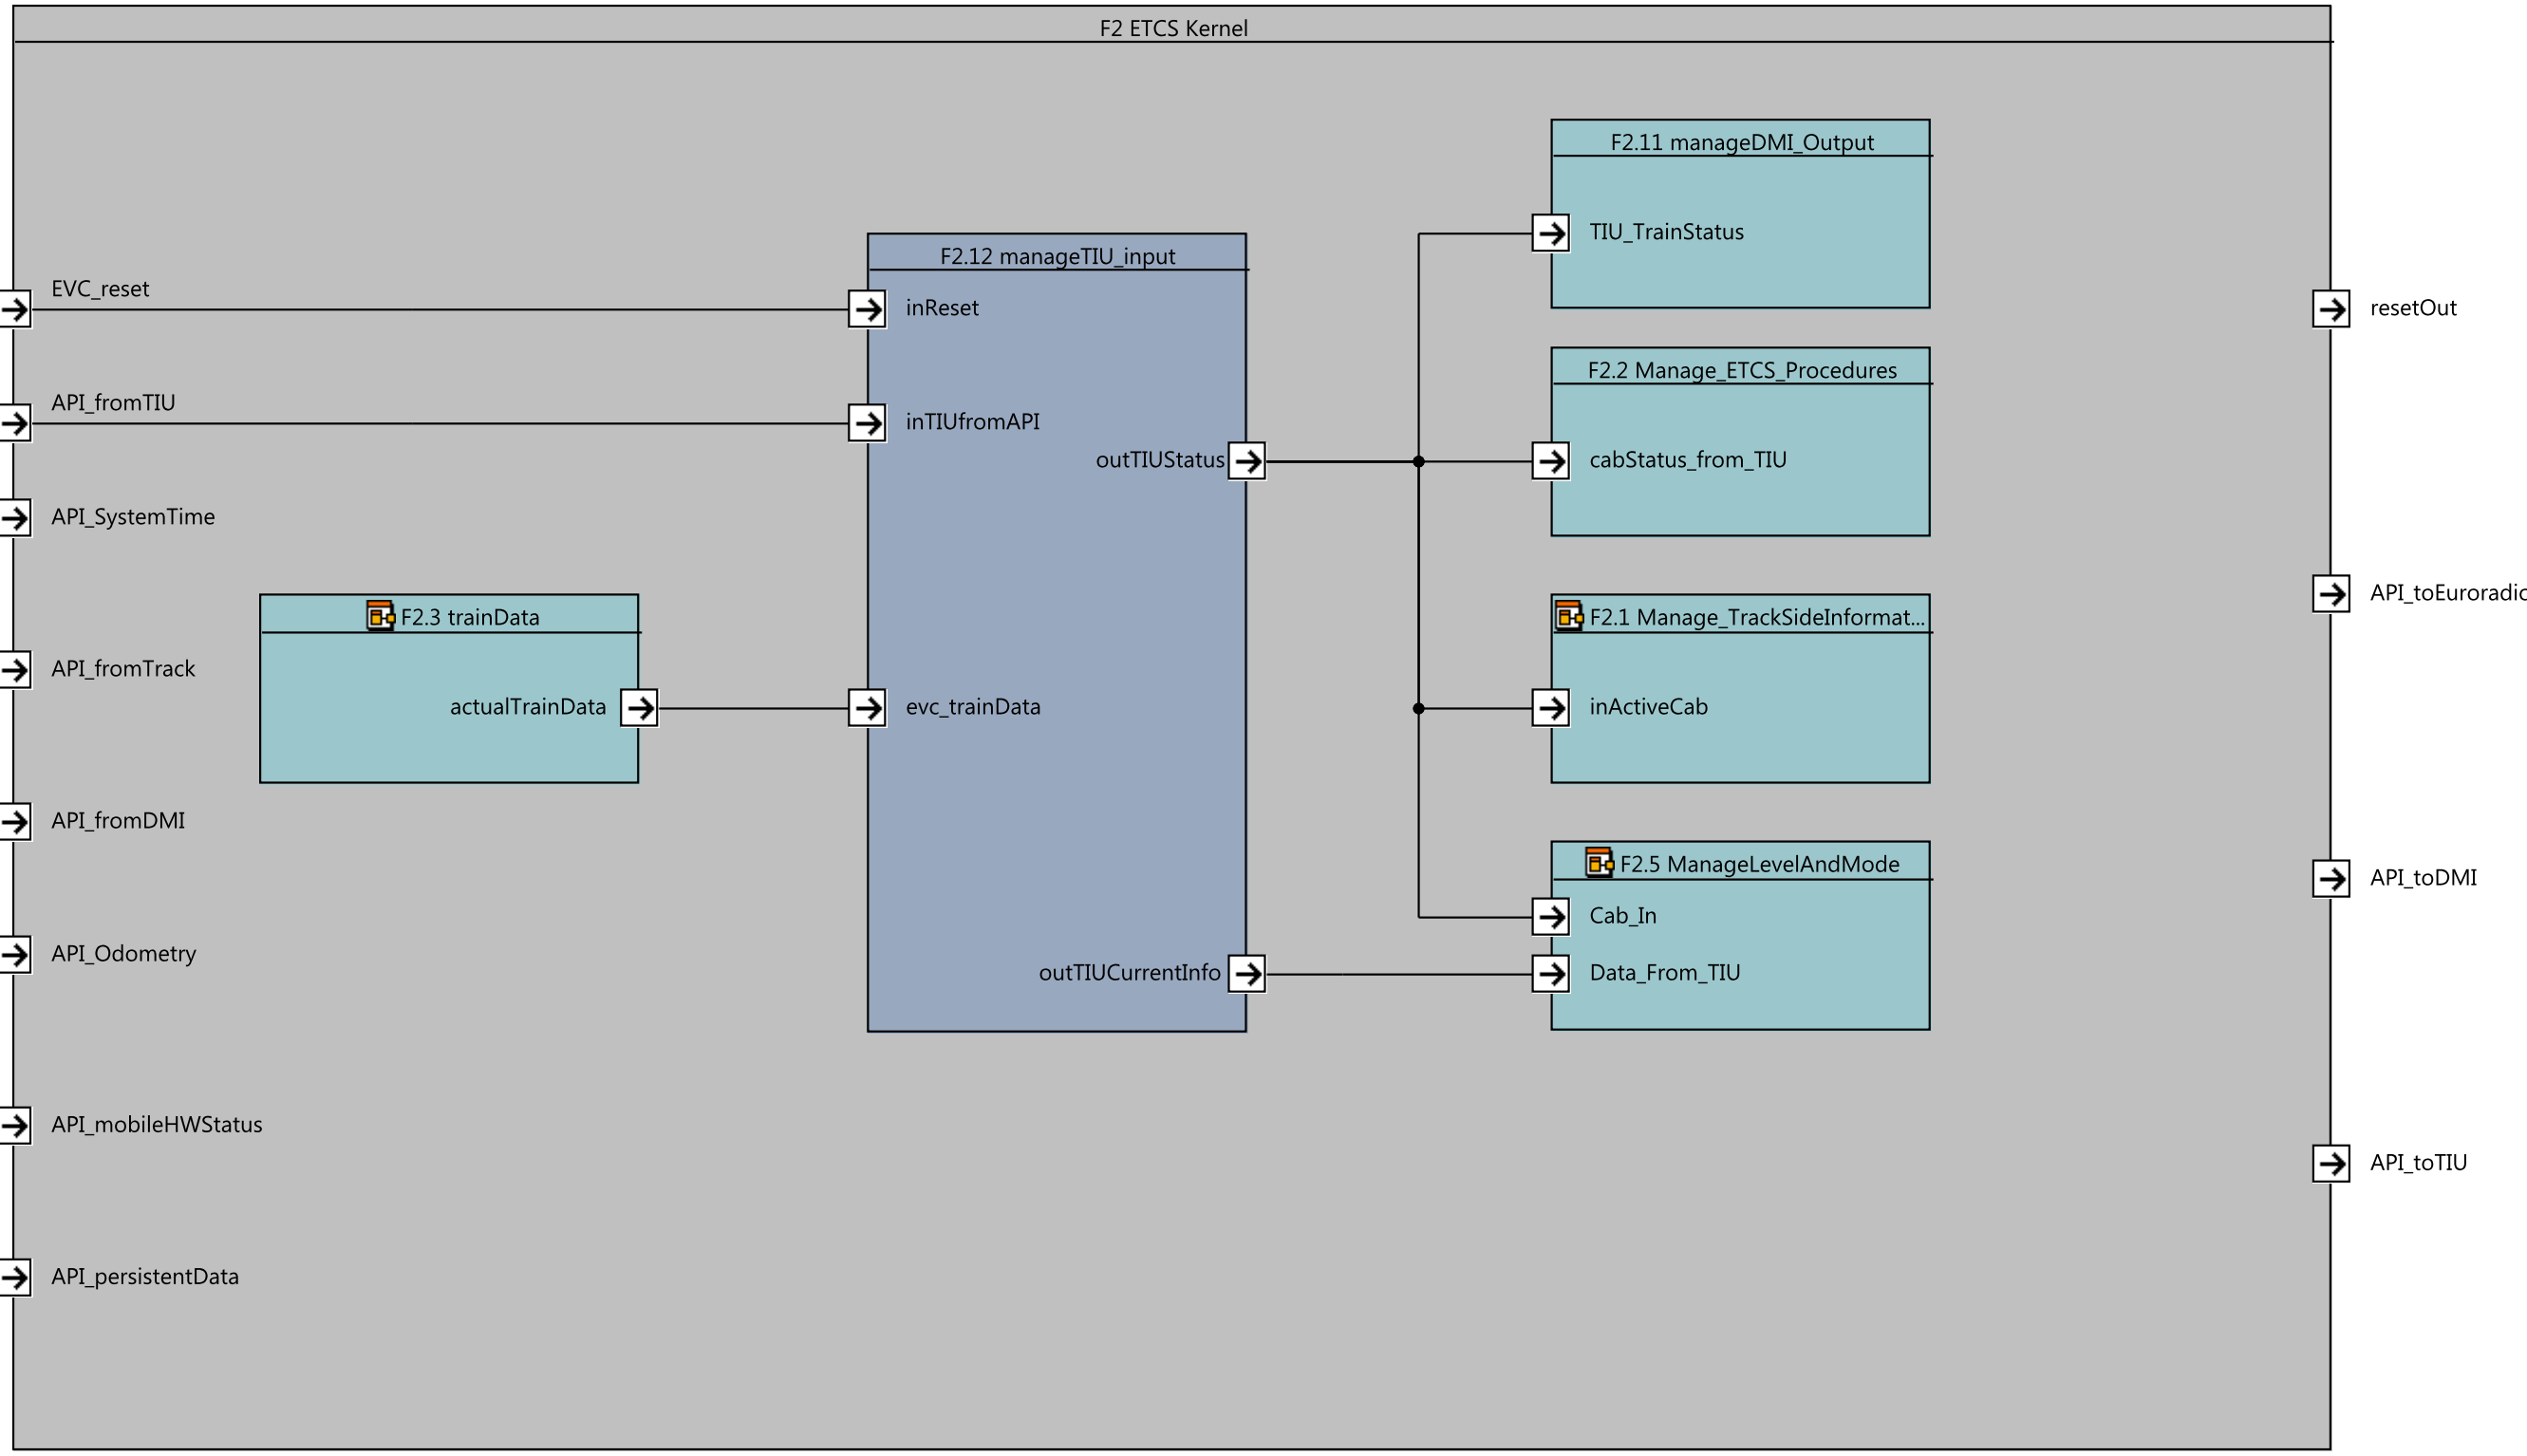 F2 ETCS Kernel
F2.11 manageDMI_Output
TIU_TrainStatus
F2.12 manageTIU_input
EVC_reset
inReset
resetOut
F2.2 Manage_ETCS_Procedures
API_fromTIU
inTIUfromAPI
outTIUStatus
cabStatus_from_TIU
API_SystemTime
F2.3 trainData
F2.1 Manage_TrackSideInformat...
API_toEuroradio
API_fromTrack
actualTrainData
evc_trainData
inActiveCab
API_fromDMI
F2.5 ManageLevelAndMode
API_toDMI
Cab_In
API_Odometry
outTIUCurrentInfo
Data_From_TIU
API_mobileHWStatus
API_toTIU
API_persistentData